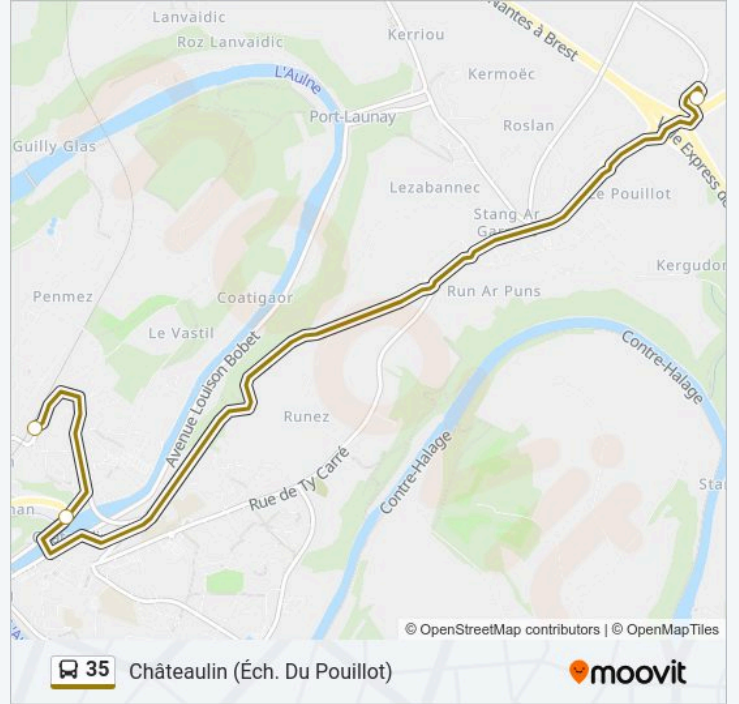 Lanvaidic
Roz Lanvaidic
Kerriou
Nantes à Brest
L'Aulne
Kermoëc
Port-Launay
Roslan
Guilly Glas
Lezabannec
Le Pouillot
Stang Ar
Kergudon
Penmez
Coatigaor
Run Ar Puns
Le Vastil
Avenue Louison Bobet
Contre-Halage
Runez
Rue de Ty Carré
Contre-Halage
© OpenStreetMap contributors | © OpenMapTiles
35 Châteaulin (Éch. Du Pouillot)
moovit